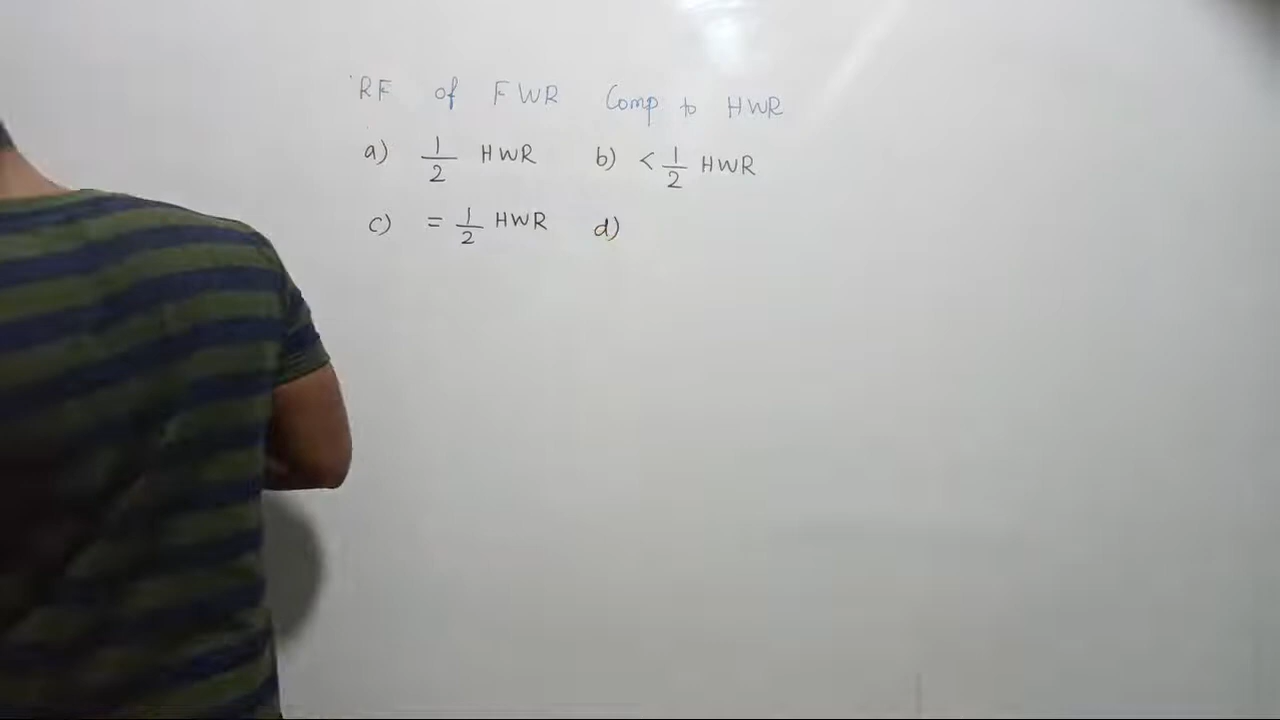 RF of FWR Comp to HWR
a) 1/2 HWR b) < 1/2 HWR
c) = 1/2 HWR d)